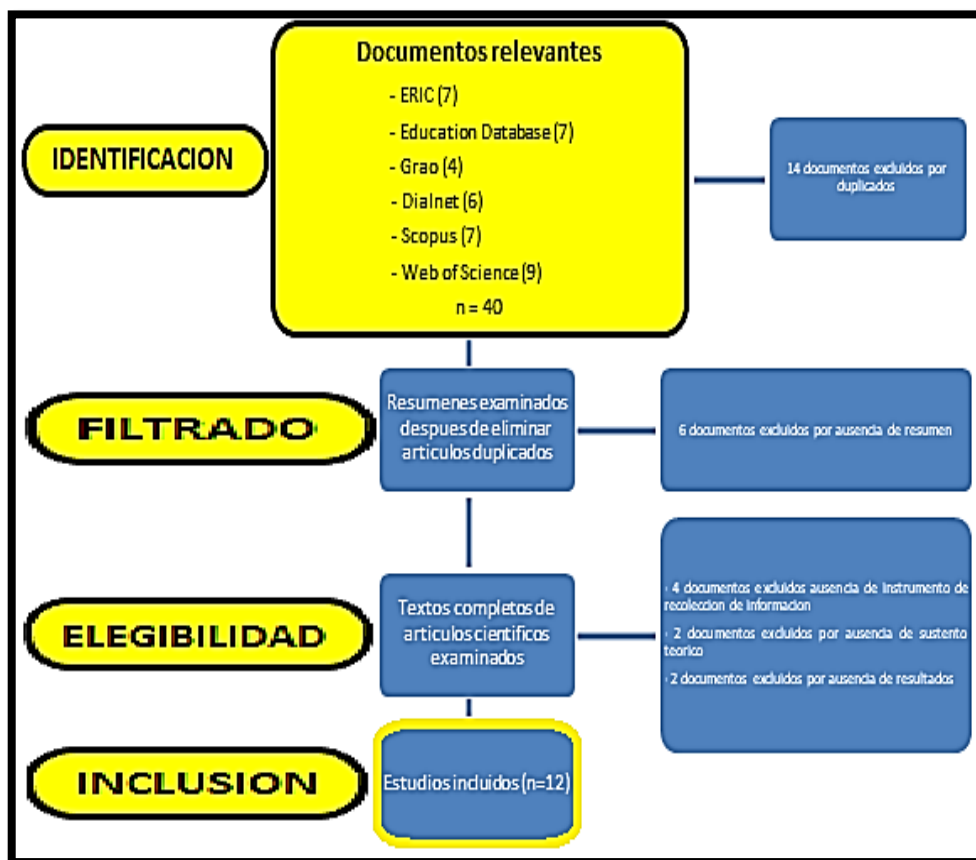 Documentos relevantes
- ERIC (7)
- Education Database (7)
- Grao (4)
- Dialnet (6)
- Scopus (7)
- Web of Science (9)
n = 40
IDENTIFICACION
14 documentos excluidos por
duplicados
FILTRADO
Resumenes examinados
despues de eliminar
articulos duplicados
6 documentos excluidos por ausencia de resumen
ELEGIBILIDAD
Textos completos de
articulos cientificos
examinados
· 4 documentos excluidos ausencia de instrumento de
recoleccion de informacion
· 2 documentos excluidos por ausencia de sustento
teorico
· 2 documentos excluidos por ausencia de resultados
INCLUSION
Estudios incluidos (n=12)